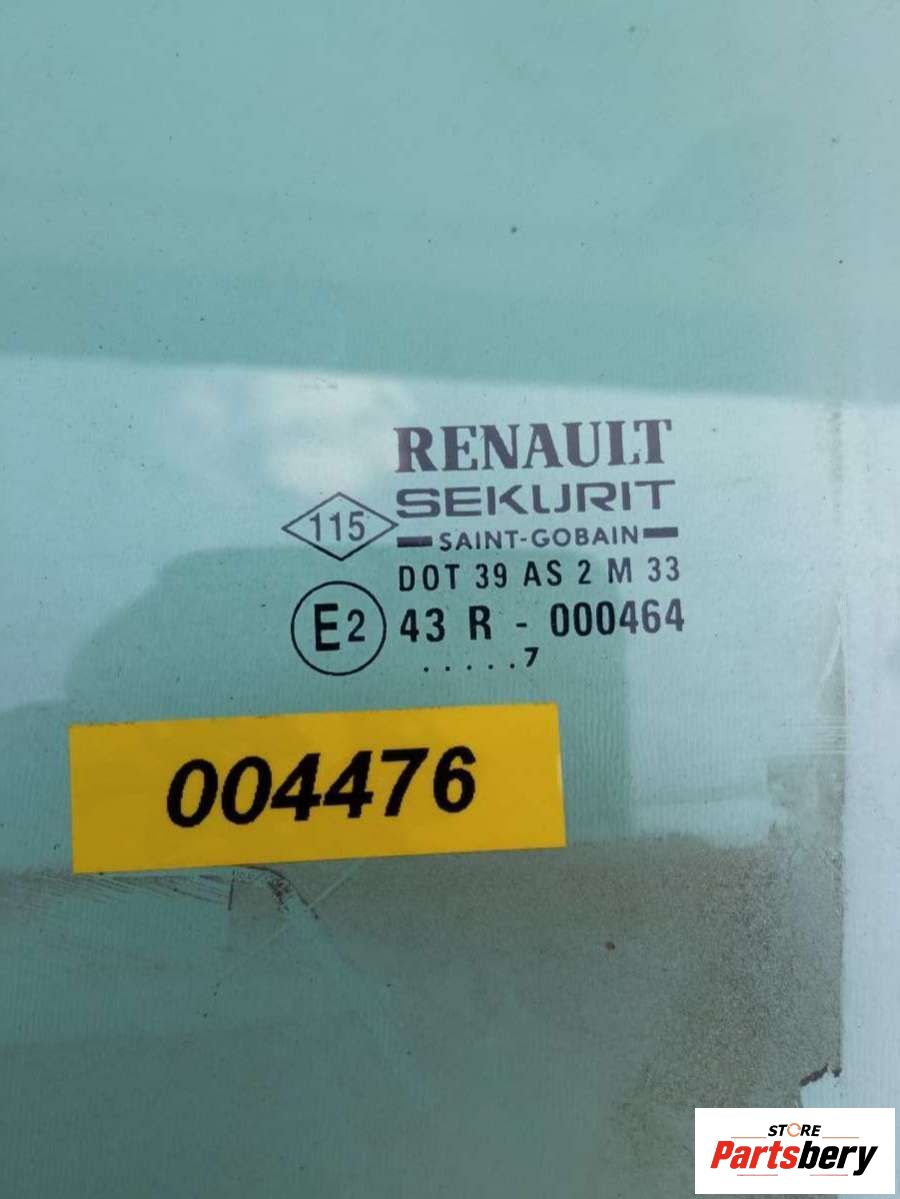 RENAULT
SEKURIT
115
SAINT-GOBAIN
DOT 39 AS 2 M 33
E2 43 R - 000464
.....7
004476
STORE
Partsbery